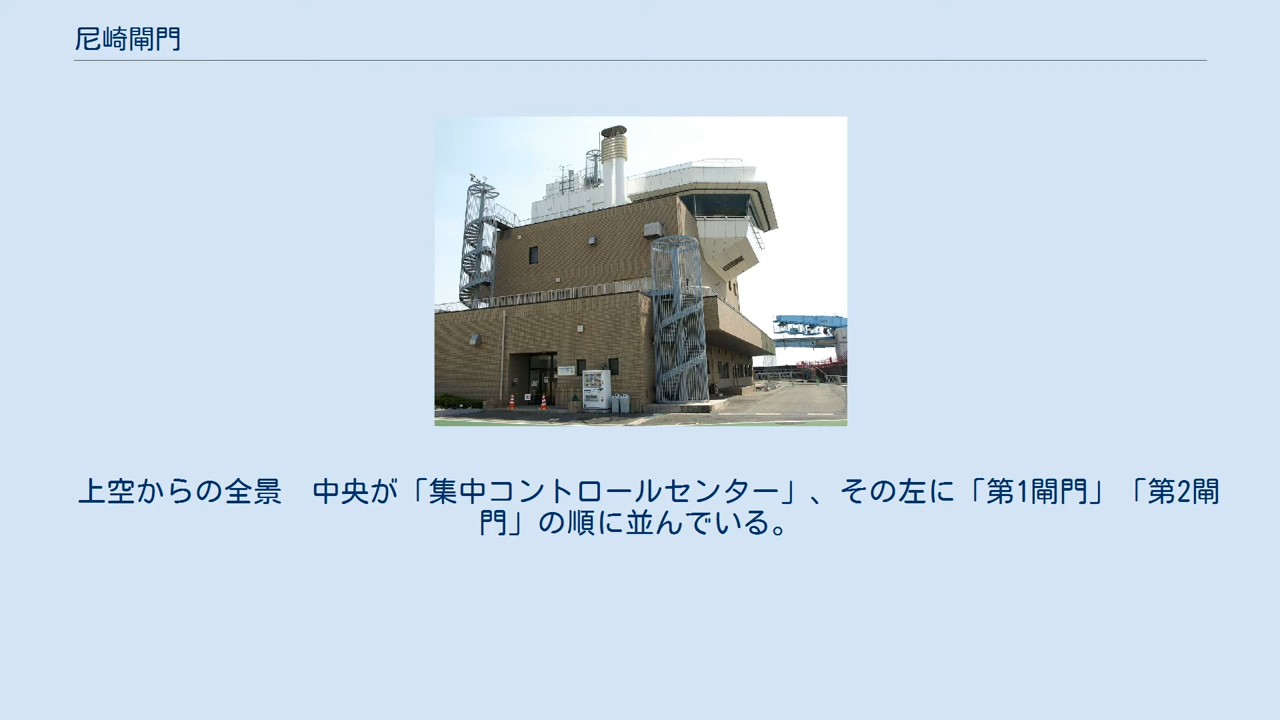 尼崎閘門
上空からの全景　中央が「集中コントロールセンター」、その左に「第1閘門」「第2閘
門」の順に並んでいる。